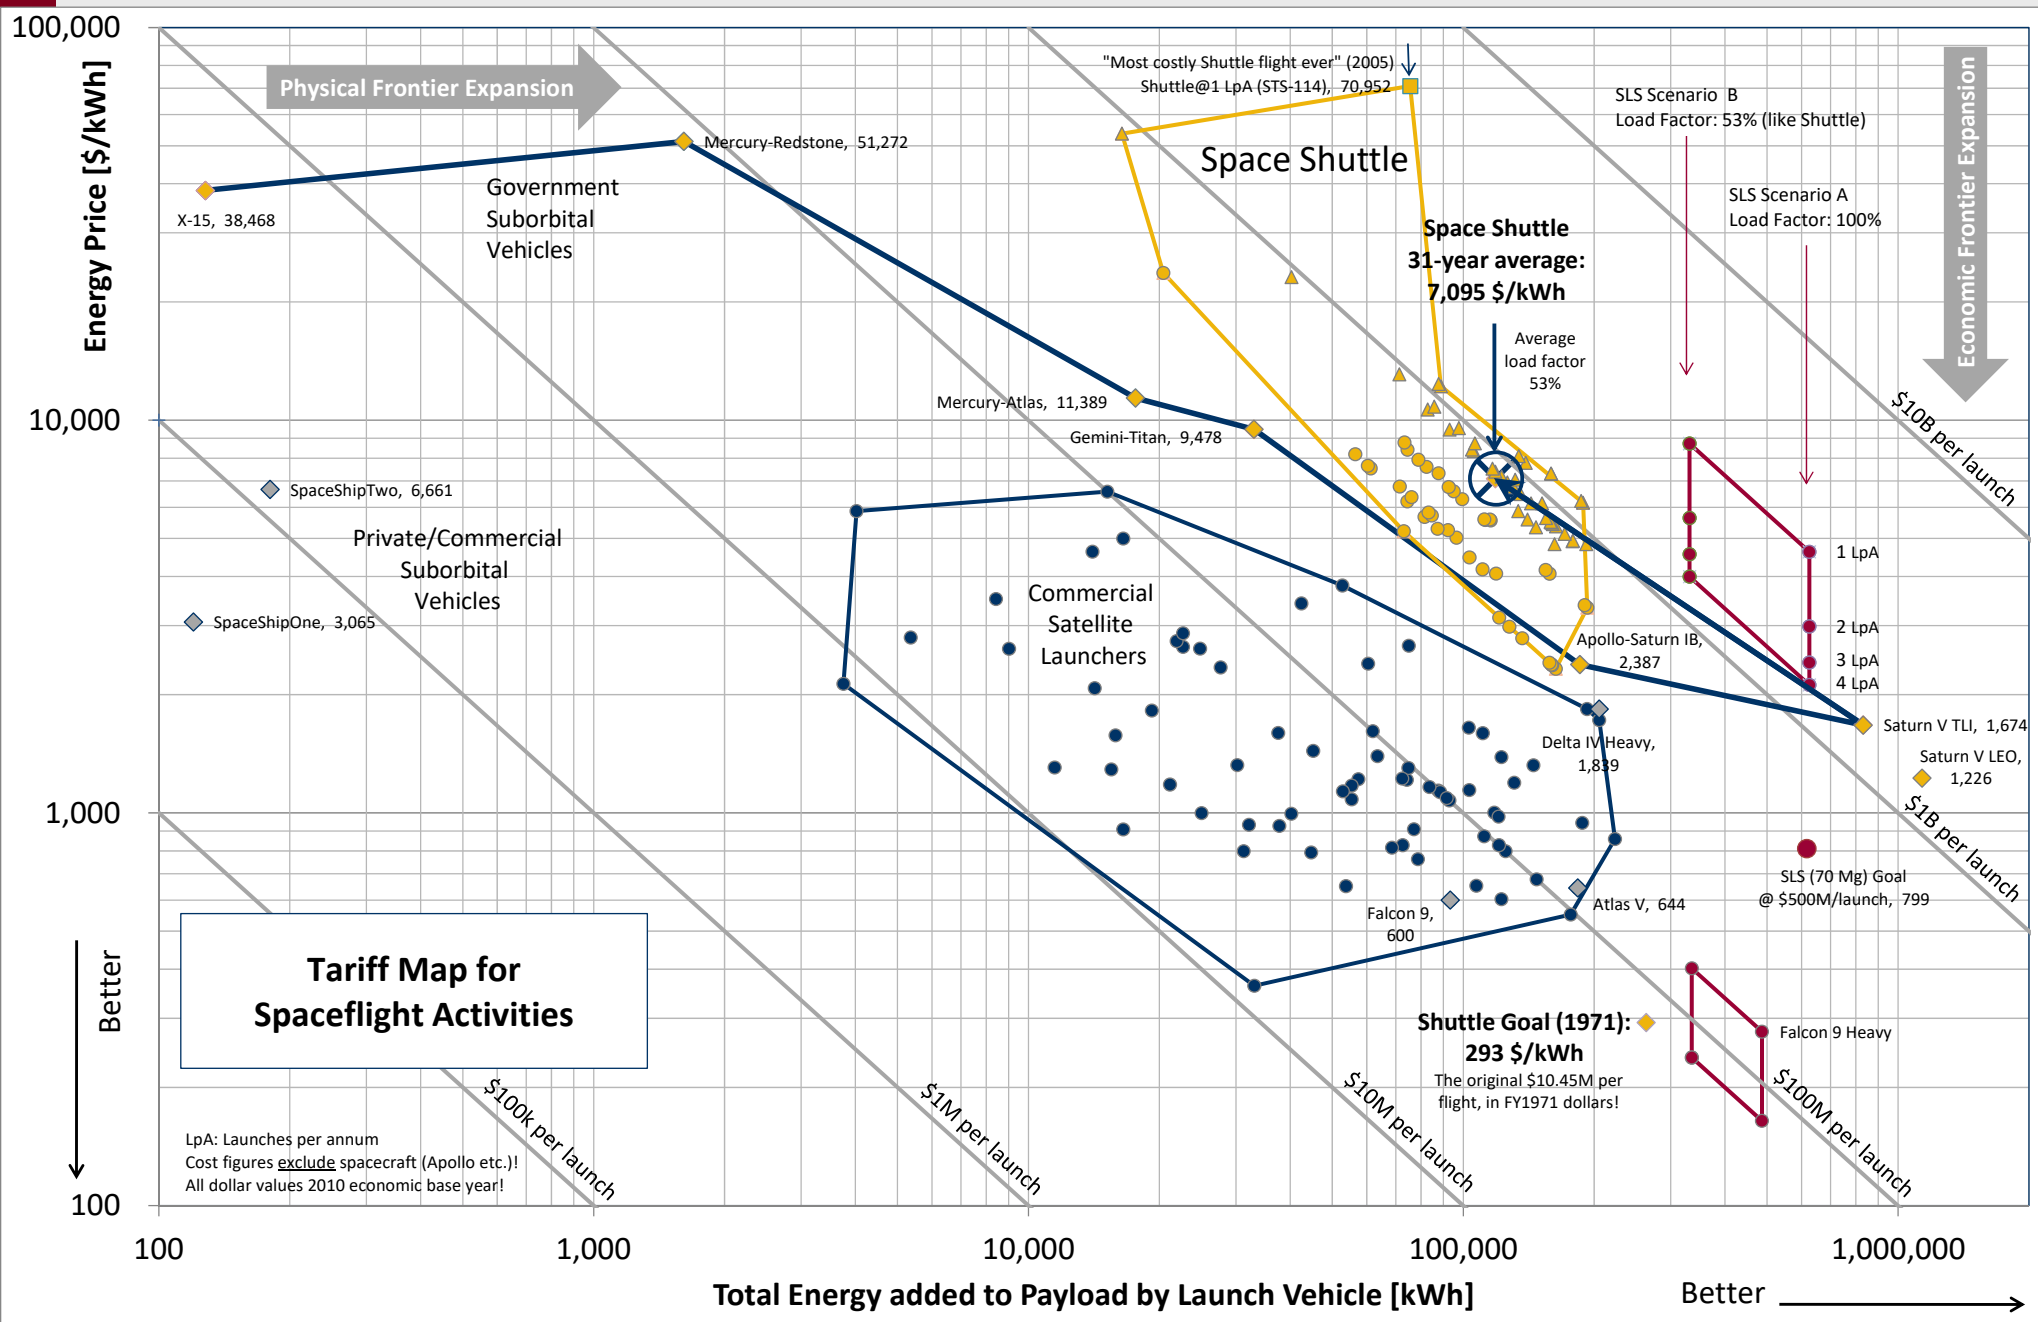 100,000
10,000
1,000
100
Energy Price [$/kWh]
Physical Frontier Expansion
"Most costly Shuttle flight ever" (2005)
Shuttle@1 LpA (STS-114), 70,952
SLS Scenario B
Load Factor: 53% (like Shuttle)
SLS Scenario A
Load Factor: 100%
Economic Frontier Expansion
Mercury-Redstone, 51,272
X-15, 38,468
Government
Suborbital
Vehicles
Space Shuttle
Space Shuttle
31-year average:
7,095 $/kWh
Average
load factor
53%
Mercury-Atlas, 11,389
Gemini-Titan, 9,478
$10B per launch
SpaceShipTwo, 6,661
Private/Commercial
Suborbital
Vehicles
SpaceShipOne, 3,065
Commercial
Satellite
Launchers
1 LpA
2 LpA
3 LpA
4 LpA
Apollo-Saturn IB,
2,387
Saturn V TLI, 1,674
Saturn V LEO,
1,226
Delta IV Heavy,
1,839
$1B per launch
SLS (70 Mg) Goal
@ $500M/launch, 799
Atlas V, 644
Falcon 9,
600
Tariff Map for
Spaceflight Activities
Better
Shuttle Goal (1971):
293 $/kWh
The original $10.45M per
flight, in FY1971 dollars!
Falcon 9 Heavy
$100k per launch
$1M per launch
$10M per launch
$100M per launch
LpA: Launches per annum
Cost figures exclude spacecraft (Apollo etc.)!
All dollar values 2010 economic base year!
100
1,000
10,000
100,000
1,000,000
Total Energy added to Payload by Launch Vehicle [kWh]
Better